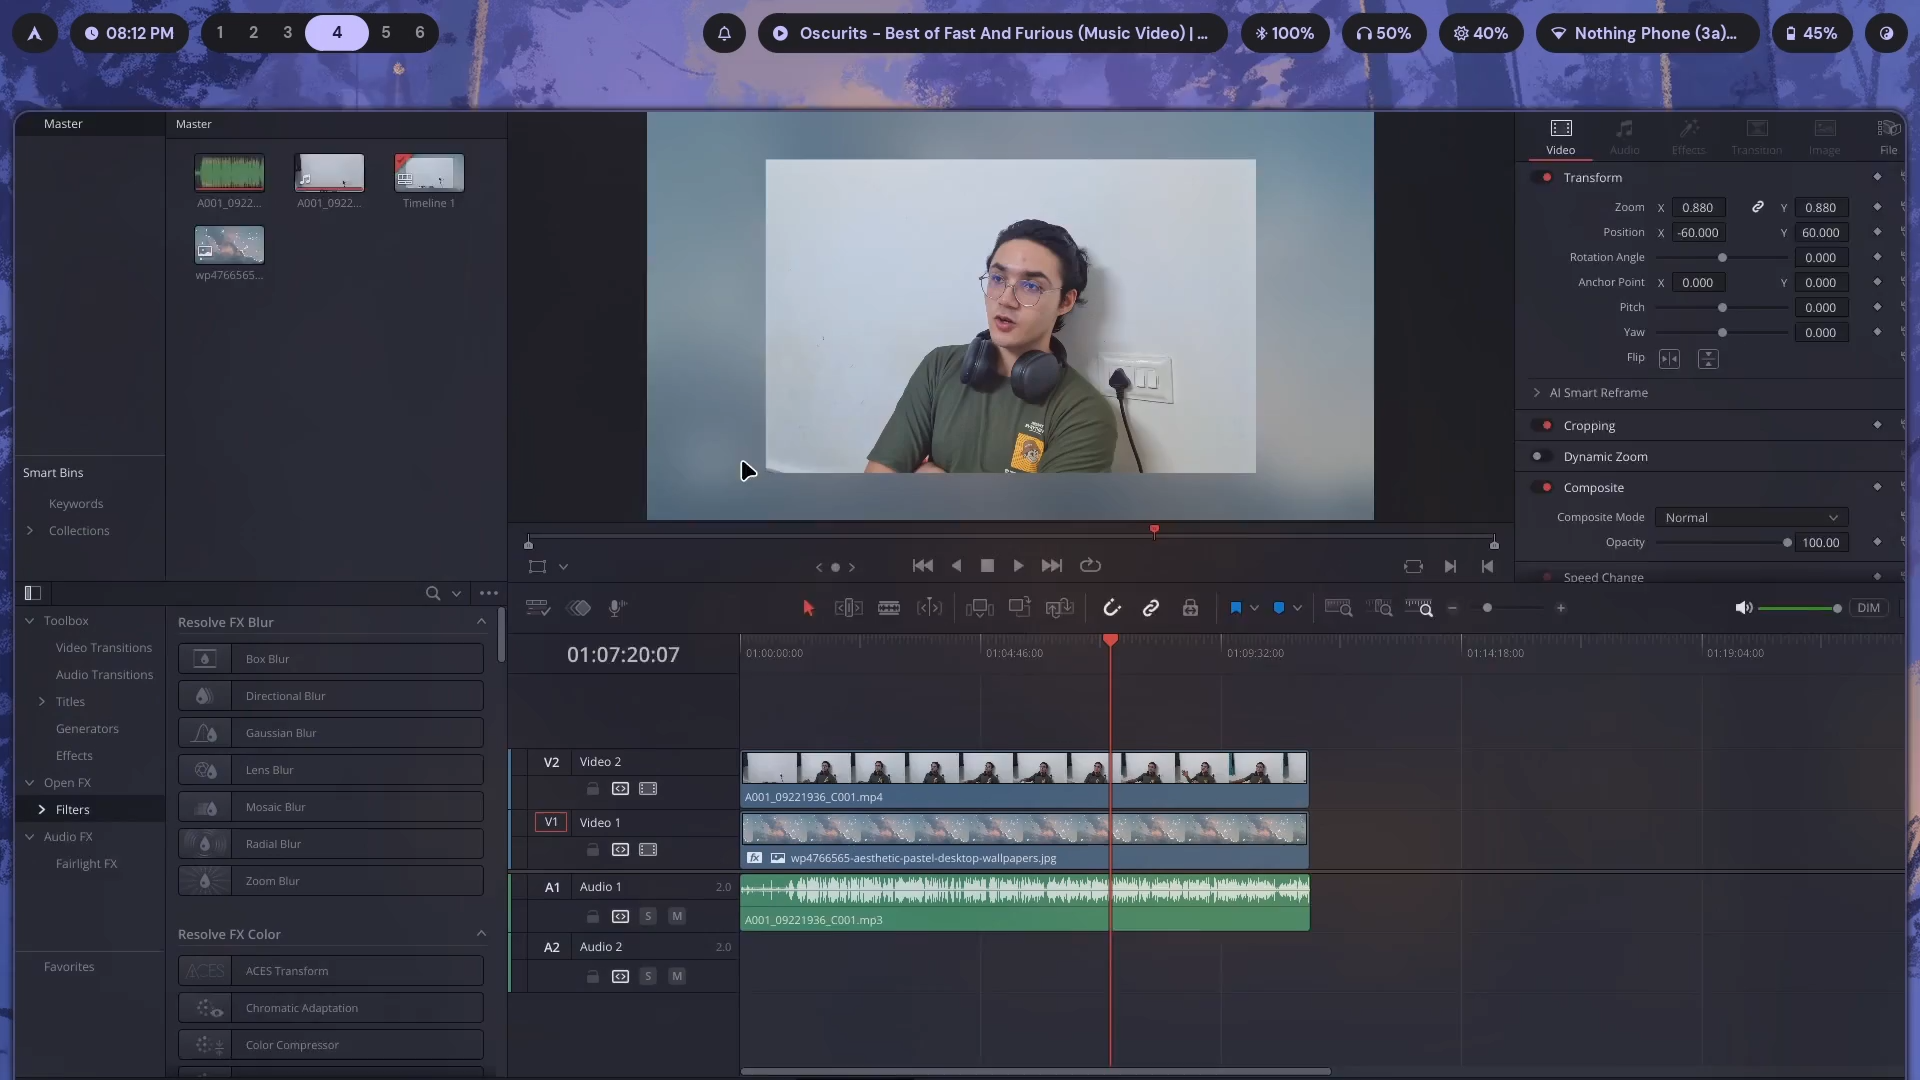 08:12 PM
1 2 3 4 5 6
Oscurits - Best of Fast And Furious (Music Video) | ...
100%
50%
40%
Nothing Phone (3a)...
45%
Master
Master
A001_0922...
A001_0922...
Timeline 1
wp4766565...
Smart Bins
Keywords
Collections
Video
Audio
Effects
Transition
Image
File
Transform
Zoom X 0.880 Y 0.880
Position X -60.000 Y 60.000
Rotation Angle 0.000
Anchor Point X 0.000 Y 0.000
Pitch 0.000
Yaw 0.000
Flip
AI Smart Reframe
Cropping
Dynamic Zoom
Composite
Composite Mode Normal
Opacity 100.00
Speed Change
DIM
Toolbox
Video Transitions
Audio Transitions
Titles
Generators
Effects
Open FX
Filters
Audio FX
Fairlight FX
Favorites
Resolve FX Blur
Box Blur
Directional Blur
Gaussian Blur
Lens Blur
Mosaic Blur
Radial Blur
Zoom Blur
Resolve FX Color
ACES ACES Transform
Chromatic Adaptation
Color Compressor
01:07:20:07
01:00:00:00
01:04:46:00
01:09:32:00
01:14:18:00
01:19:04:00
V2 Video 2
A001_09221936_C001.mp4
V1 Video 1
fx wp4766565-aesthetic-pastel-desktop-wallpapers.jpg
A1 Audio 1 2.0
S M
A001_09221936_C001.mp3
A2 Audio 2 2.0
S M